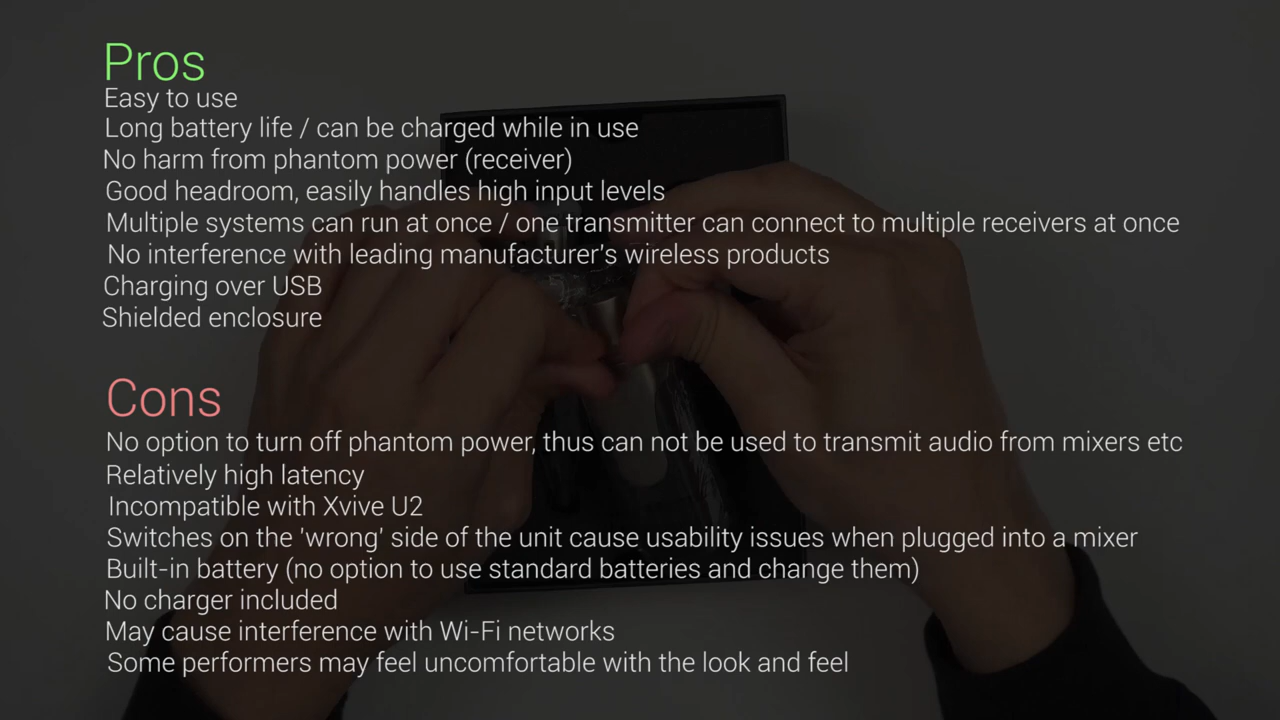 Pros
Easy to use
Long battery life / can be charged while in use
No harm from phantom power (receiver)
Good headroom, easily handles high input levels
Multiple systems can run at once / one transmitter can connect to multiple receivers at once
No interference with leading manufacturer's wireless products
Charging over USB
Shielded enclosure
Cons
No option to turn off phantom power, thus can not be used to transmit audio from mixers etc
Relatively high latency
Incompatible with Xvive U2
Switches on the 'wrong' side of the unit cause usability issues when plugged into a mixer
Built-in battery (no option to use standard batteries and change them)
No charger included
May cause interference with Wi-Fi networks
Some performers may feel uncomfortable with the look and feel